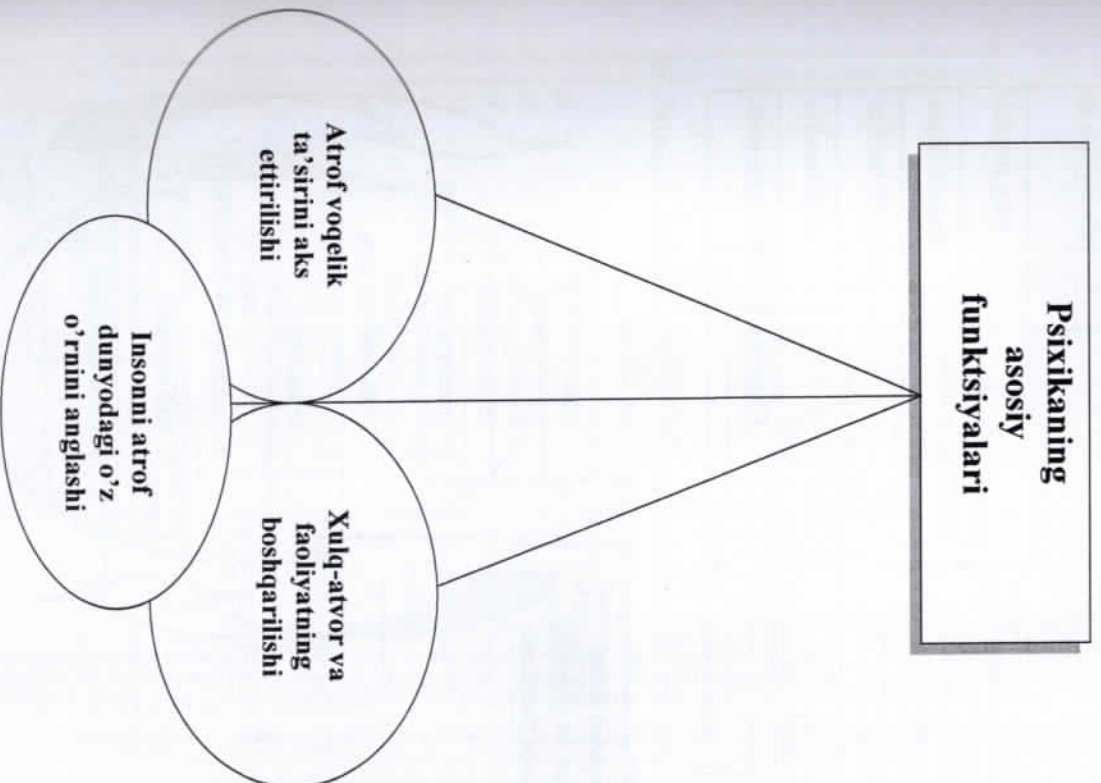 Psixikaning
asosiy
funktsiyalari
Atrof voqelik
ta'sirini aks
ettirilishi
Xulq-atvor va
faoliyatning
boshqarilishi
Insonni atrof
dunyodagi o'z
o'rnini anglashi